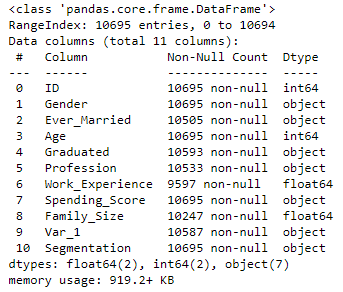 <class 'pandas.core.frame.DataFrame'>
RangeIndex: 10695 entries, 0 to 10694
Data columns (total 11 columns):
 #   Column           Non-Null Count  Dtype
---  ------           --------------  -----
 0   ID               10695 non-null  int64
 1   Gender           10695 non-null  object
 2   Ever_Married     10505 non-null  object
 3   Age              10695 non-null  int64
 4   Graduated        10593 non-null  object
 5   Profession       10533 non-null  object
 6   Work_Experience  9597 non-null   float64
 7   Spending_Score   10695 non-null  object
 8   Family_Size      10247 non-null  float64
 9   Var_1            10587 non-null  object
 10  Segmentation     10695 non-null  object
dtypes: float64(2), int64(2), object(7)
memory usage: 919.2+ KB